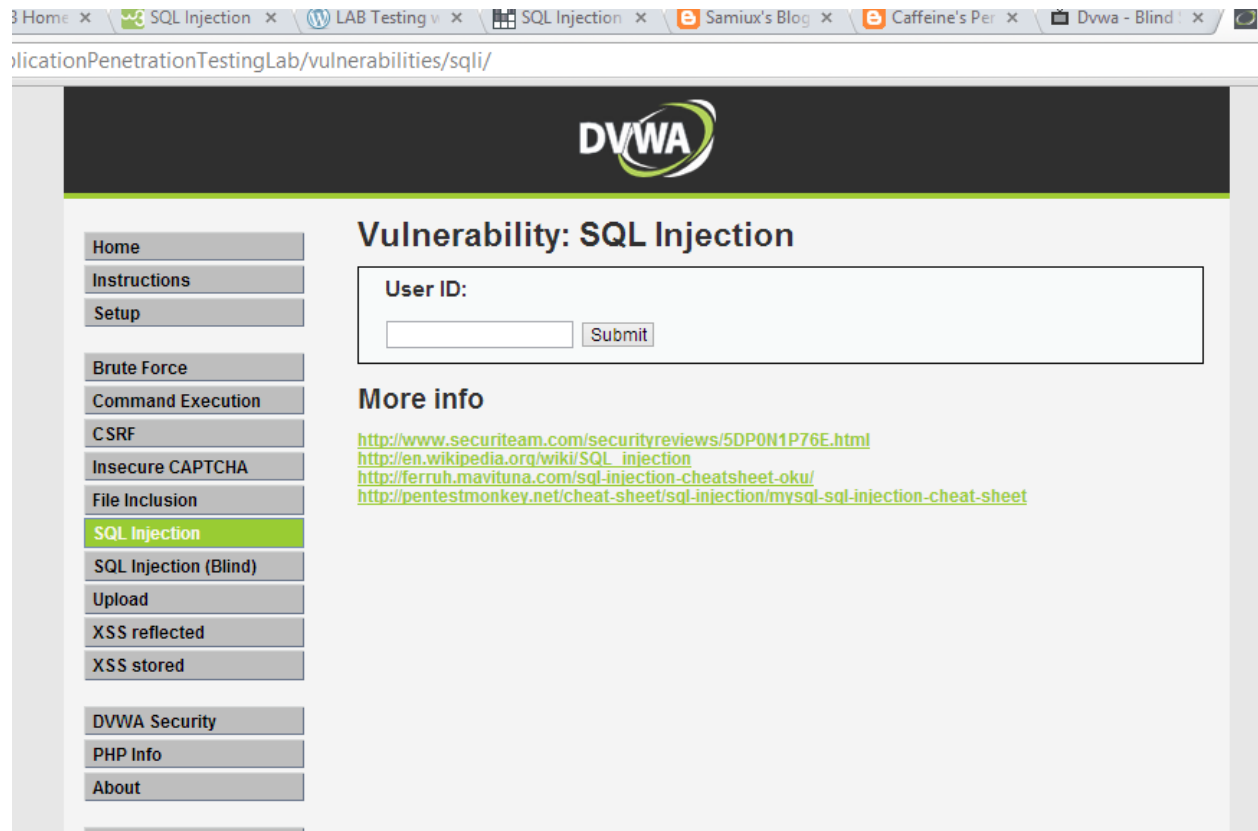 3 Home
SQL Injection
LAB Testing v
SQL Injection
Samiux's Blog
Caffeine's Per
Dvwa - Blind
plicationPenetrationTestingLab/vulnerabilities/sqli/
DVWA
Home
Instructions
Setup
Brute Force
Command Execution
CSRF
Insecure CAPTCHA
File Inclusion
SQL Injection
SQL Injection (Blind)
Upload
XSS reflected
XSS stored
DVWA Security
PHP Info
About
Vulnerability: SQL Injection
User ID:
Submit
More info
http://www.securiteam.com/securityreviews/5DP0N1P76E.html
http://en.wikipedia.org/wiki/SQL_injection
http://ferruh.mavituna.com/sql-injection-cheatsheet-oku/
http://pentestmonkey.net/cheat-sheet/sql-injection/mysql-sql-injection-cheat-sheet